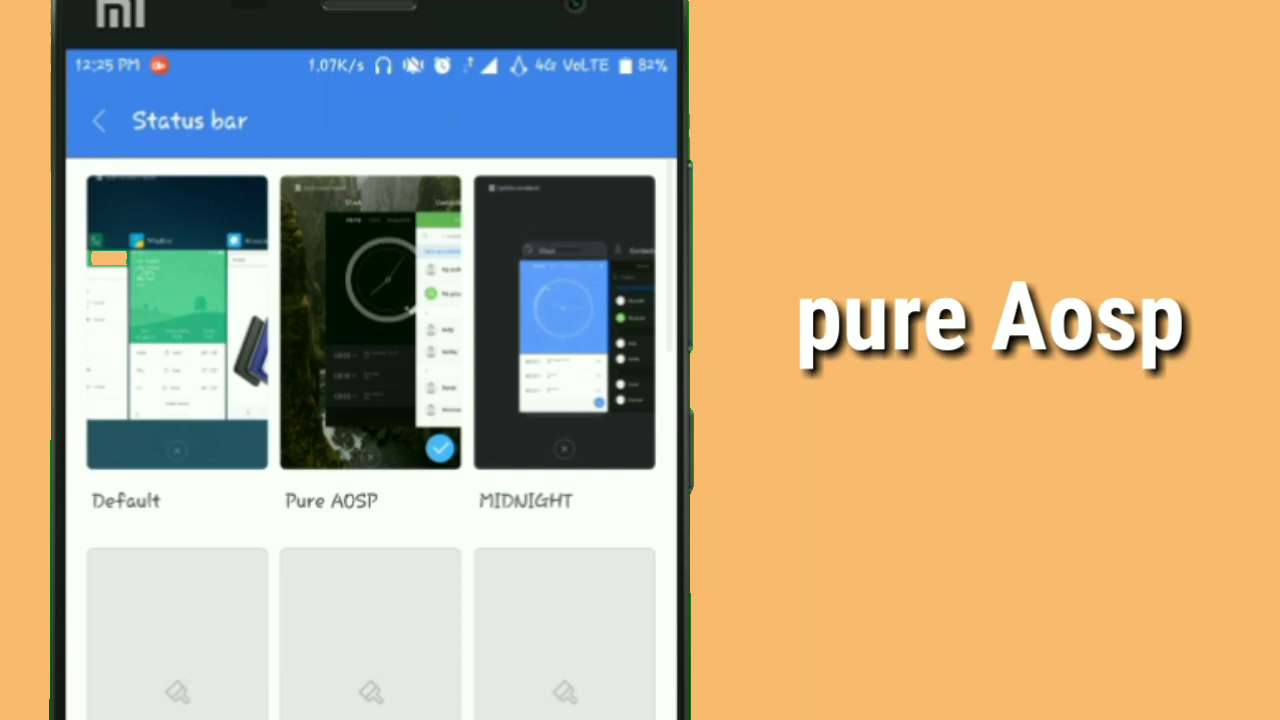 mi
12:25 PM
1.07K/s
4G VoLTE
82%
Status bar
Default
Pure AOSP
MIDNIGHT
pure Aosp